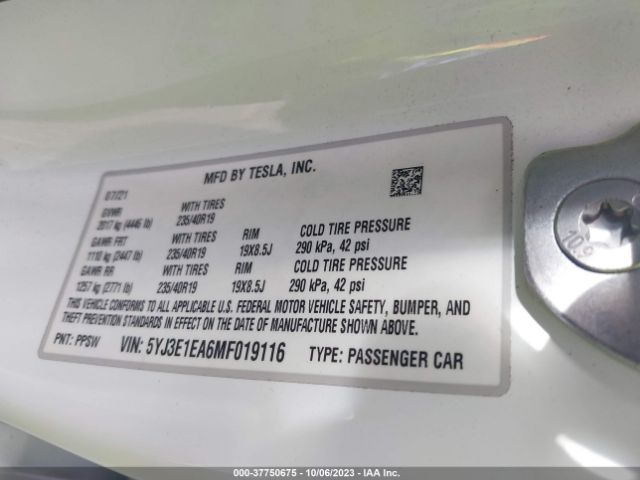 MFD BY TESLA, INC.
07/21
GVWR WITH TIRES
2017 kg (4446 lb) 235/40R19
GAWR FRT WITH TIRES RIM COLD TIRE PRESSURE
1110 kg (2447 lb) 235/40R19 19X8.5J 290 kPa, 42 psi
GAWR RR WITH TIRES RIM COLD TIRE PRESSURE
1257 kg (2771 lb) 235/40R19 19X8.5J 290 kPa, 42 psi
THIS VEHICLE CONFORMS TO ALL APPLICABLE U.S. FEDERAL MOTOR VEHICLE SAFETY, BUMPER, AND
THEFT PREVENTION STANDARDS IN EFFECT ON THE DATE OF MANUFACTURE SHOWN ABOVE.
PNT: PPSW VIN: 5YJ3E1EA6MF019116 TYPE: PASSENGER CAR
10.9
000-37750675 - 10/06/2023 - IAA Inc.